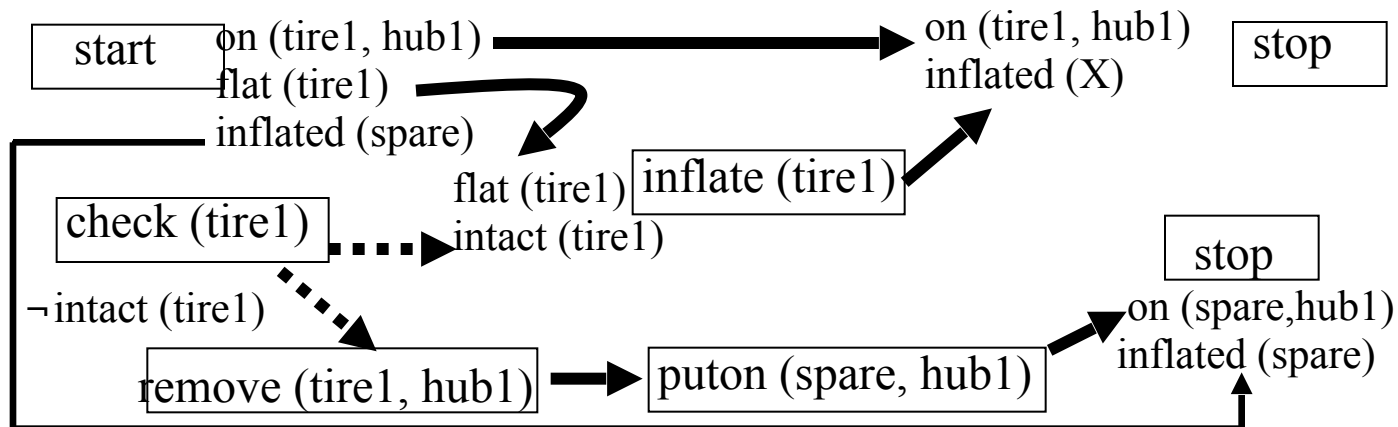 start
on (tire1, hub1)
flat (tire1)
inflated (spare)
on (tire1, hub1)
inflated (X)
stop
flat (tire1)
intact (tire1)
inflate (tire1)
check (tire1)
¬ intact (tire1)
stop
on (spare,hub1)
inflated (spare)
remove (tire1, hub1)
puton (spare, hub1)